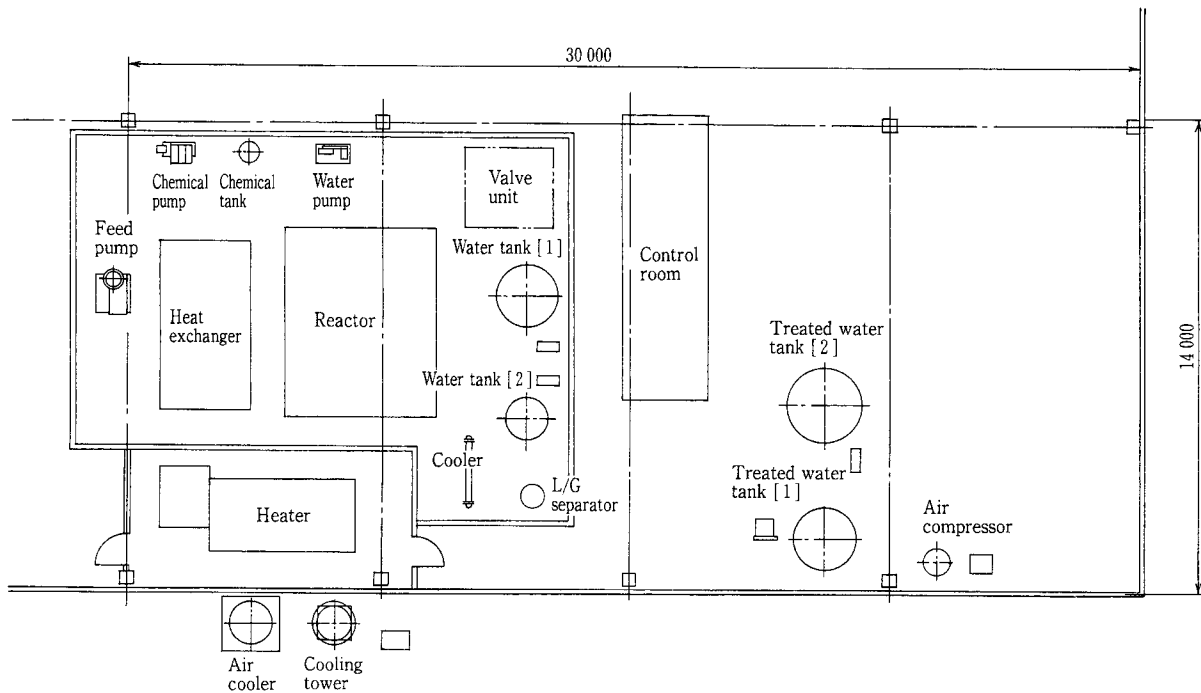 30 000
Chemical
pump
Chemical
tank
Water
pump
Valve
unit
Feed
pump
Water tank [1]
Control
room
Heat
exchanger
Reactor
Treated water
tank [2]
14 000
Water tank [2]
Cooler
L/G
separator
Treated water
tank [1]
Heater
Air
compressor
Air
cooler
Cooling
tower